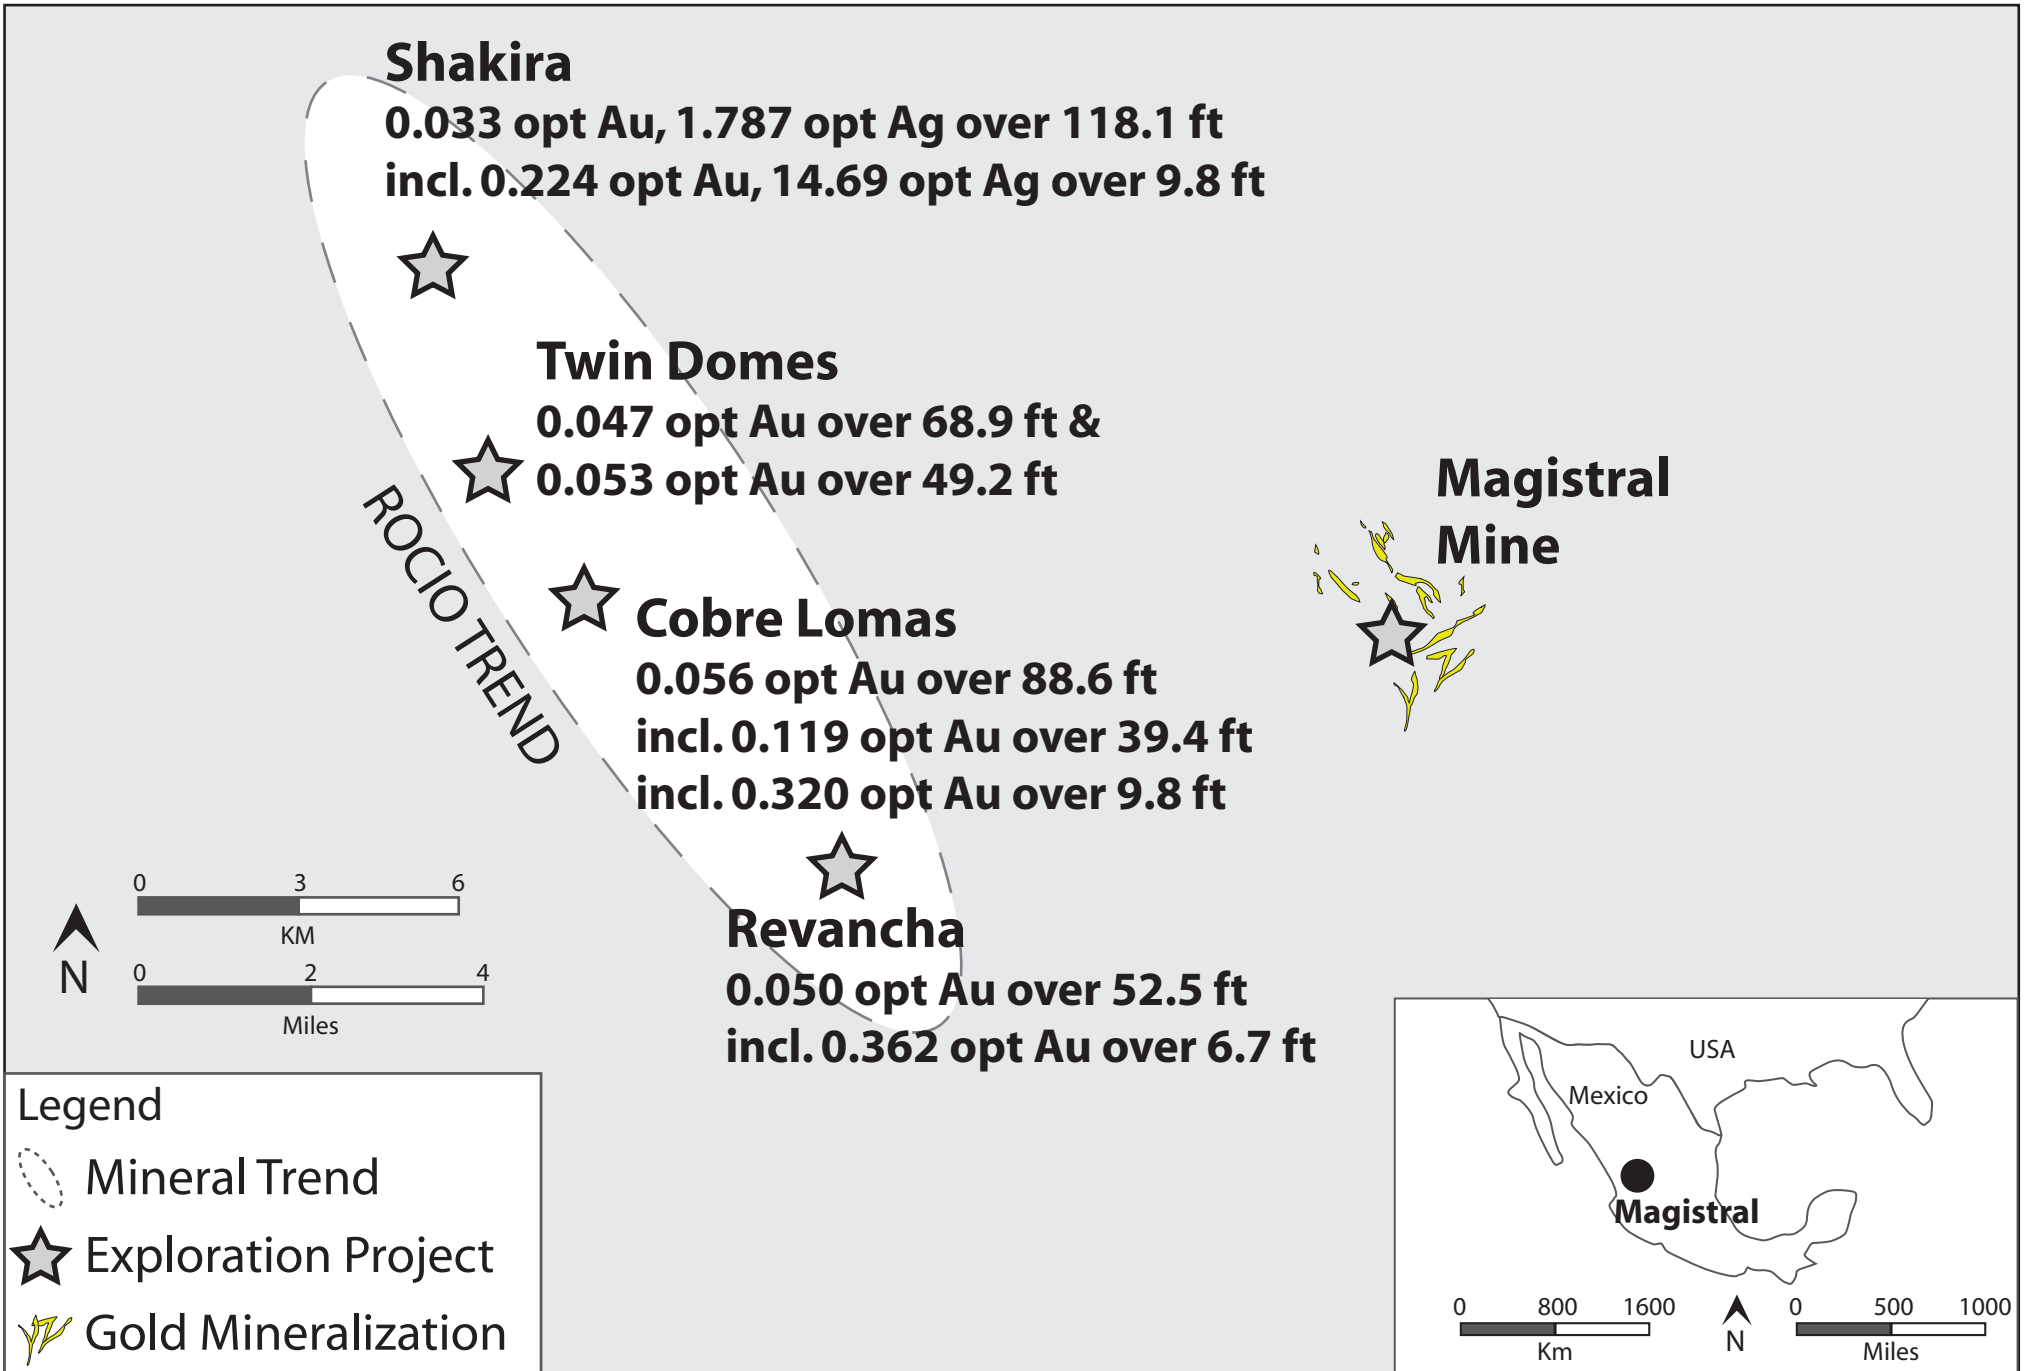 Shakira
0.033 opt Au, 1.787 opt Ag over 118.1 ft
incl. 0.224 opt Au, 14.69 opt Ag over 9.8 ft
Twin Domes
0.047 opt Au over 68.9 ft &
0.053 opt Au over 49.2 ft
Magistral
Mine
ROCIO TREND
Cobre Lomas
0.056 opt Au over 88.6 ft
incl. 0.119 opt Au over 39.4 ft
incl. 0.320 opt Au over 9.8 ft
Revancha
0.050 opt Au over 52.5 ft
incl. 0.362 opt Au over 6.7 ft
0 3 6
KM
N
0 2 4
Miles
Legend
Mineral Trend
Exploration Project
Gold Mineralization
USA
Mexico
Magistral
0 800 1600
Km
N
0 500 1000
Miles